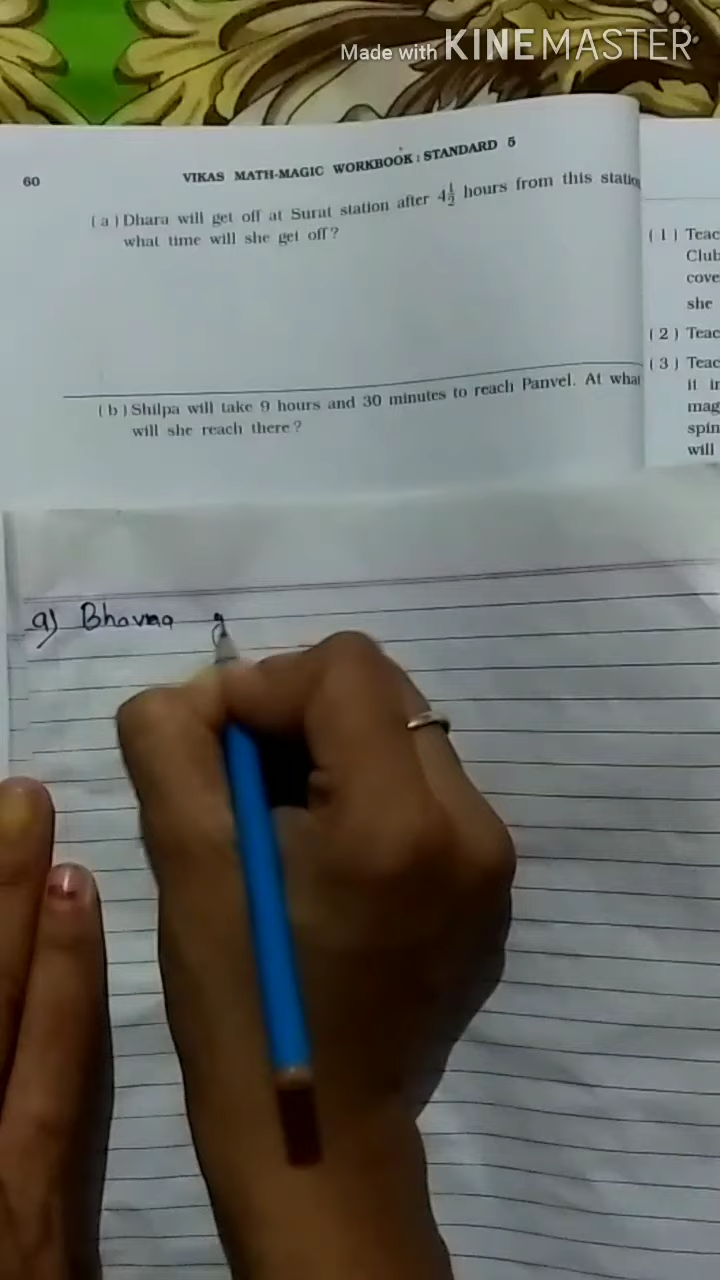 Made with KINEMASTER
60
VIKAS MATH-MAGIC WORKBOOK : STANDARD 5
( a ) Dhara will get off at Surat station after 4½ hours from this statio
what time will she get off ?
( b ) Shilpa will take 9 hours and 30 minutes to reach Panvel. At what
will she reach there ?
( 1 ) Teac
Club
cove
she
( 2 ) Teac
( 3 ) Teac
it in
mag
spin
will
a) Bhavna